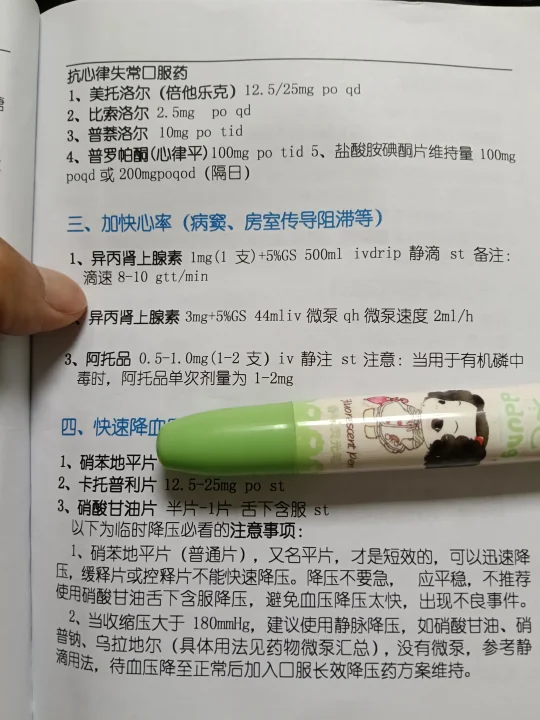 抗心律失常口服药
1、美托洛尔（倍他乐克）12.5/25mg po qd
2、比索洛尔 2.5mg po qd
3、普萘洛尔 10mg po tid
4、普罗帕酮(心律平)100mg po tid 5、盐酸胺碘酮片维持量 100mg
poqd 或 200mgpoqod（隔日）
三、加快心率（病窦、房室传导阻滞等）
1、异丙肾上腺素 1mg(1 支)+5%GS 500ml ivdrip 静滴 st 备注：
滴速 8-10 gtt/min
异丙肾上腺素 3mg+5%GS 44mliv 微泵 qh 微泵速度 2ml/h
3、阿托品 0.5-1.0mg(1-2 支) iv 静注 st 注意：当用于有机磷中
毒时，阿托品单次剂量为 1-2mg
四、快速降血
1、硝苯地平片
2、卡托普利片 12.5-25mg po st
3、硝酸甘油片 半片-1片 舌下含服 st
以下为临时降压必看的注意事项：
1、硝苯地平片（普通片），又名平片，才是短效的，可以迅速降
压，缓释片或控释片不能快速降压。降压不要急， 应平稳，不推荐
使用硝酸甘油舌下含服降压，避免血压降压太快，出现不良事件。
2、当收缩压大于 180mmHg，建议使用静脉降压，如硝酸甘油、硝
普钠、乌拉地尔（具体用法见药物微泵汇总），没有微泵，参考静
滴用法，待血压降至正常后加入口服长效降压药方案维持。